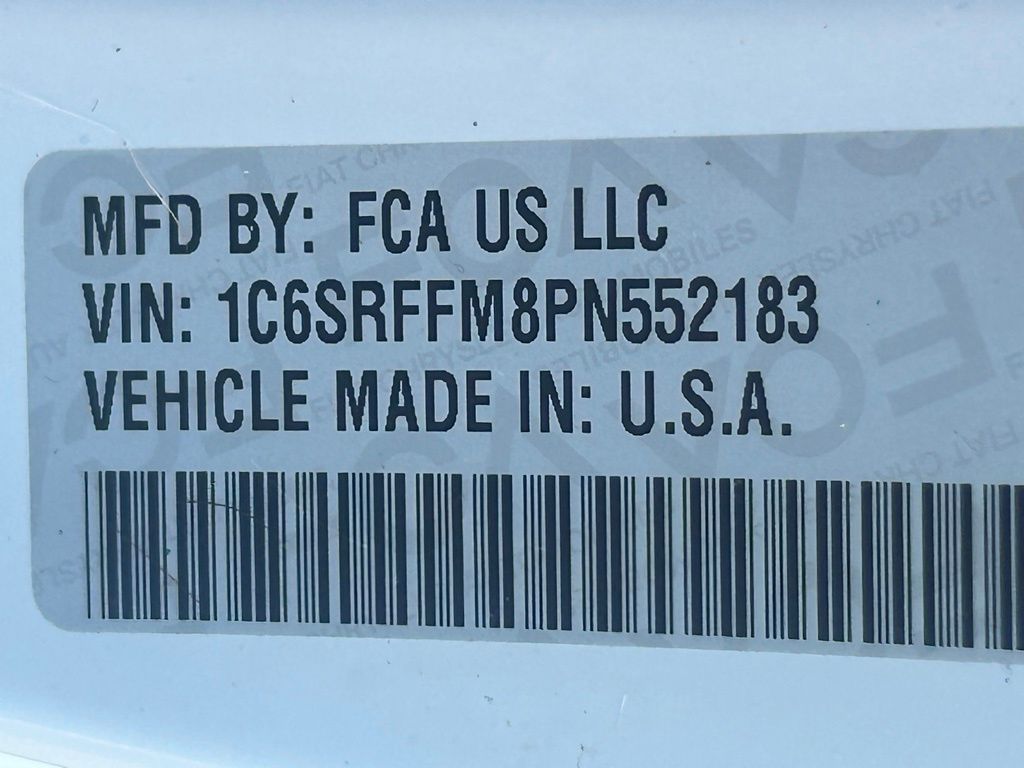 MFD BY: FCA US LLC
VIN: 1C6SRFFM8PN552183
VEHICLE MADE IN: U.S.A.